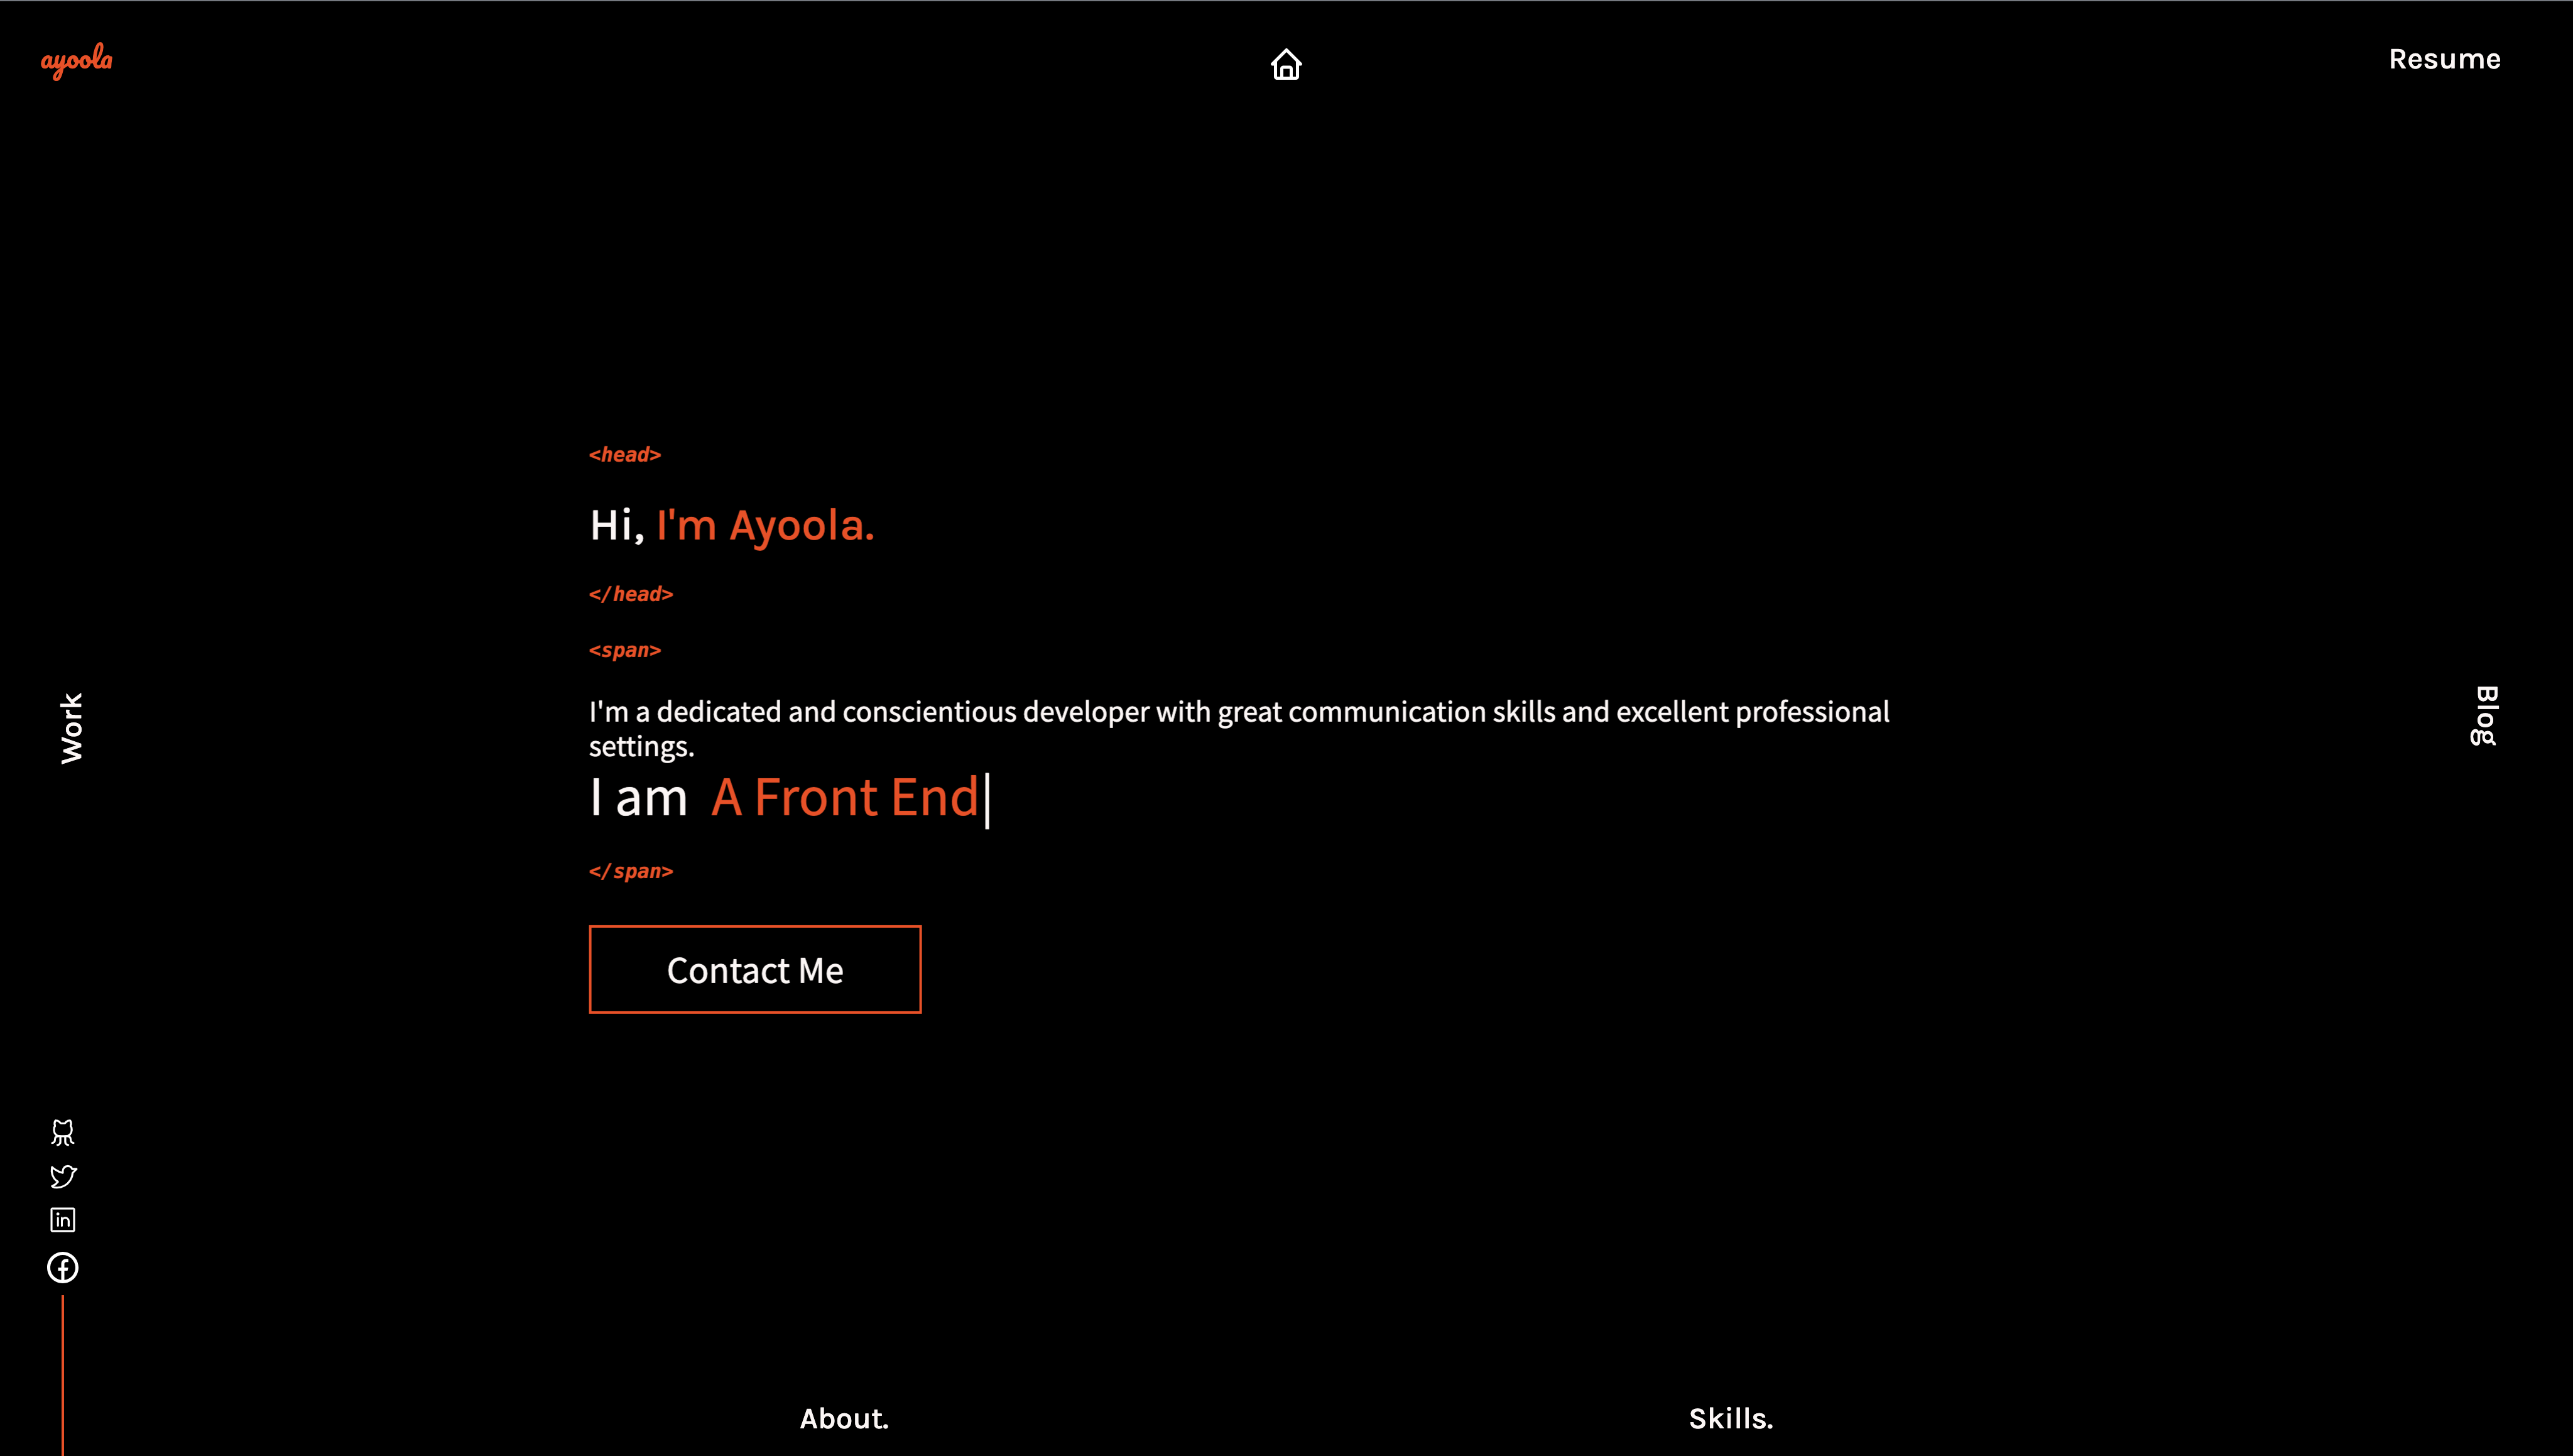 ayoola
Resume
<head>
Hi, I'm Ayoola.
</head>
<span>
Work
Blog
I'm a dedicated and conscientious developer with great communication skills and excellent professional
settings.
I am A Front End|
</span>
Contact Me
in
f
About.
Skills.